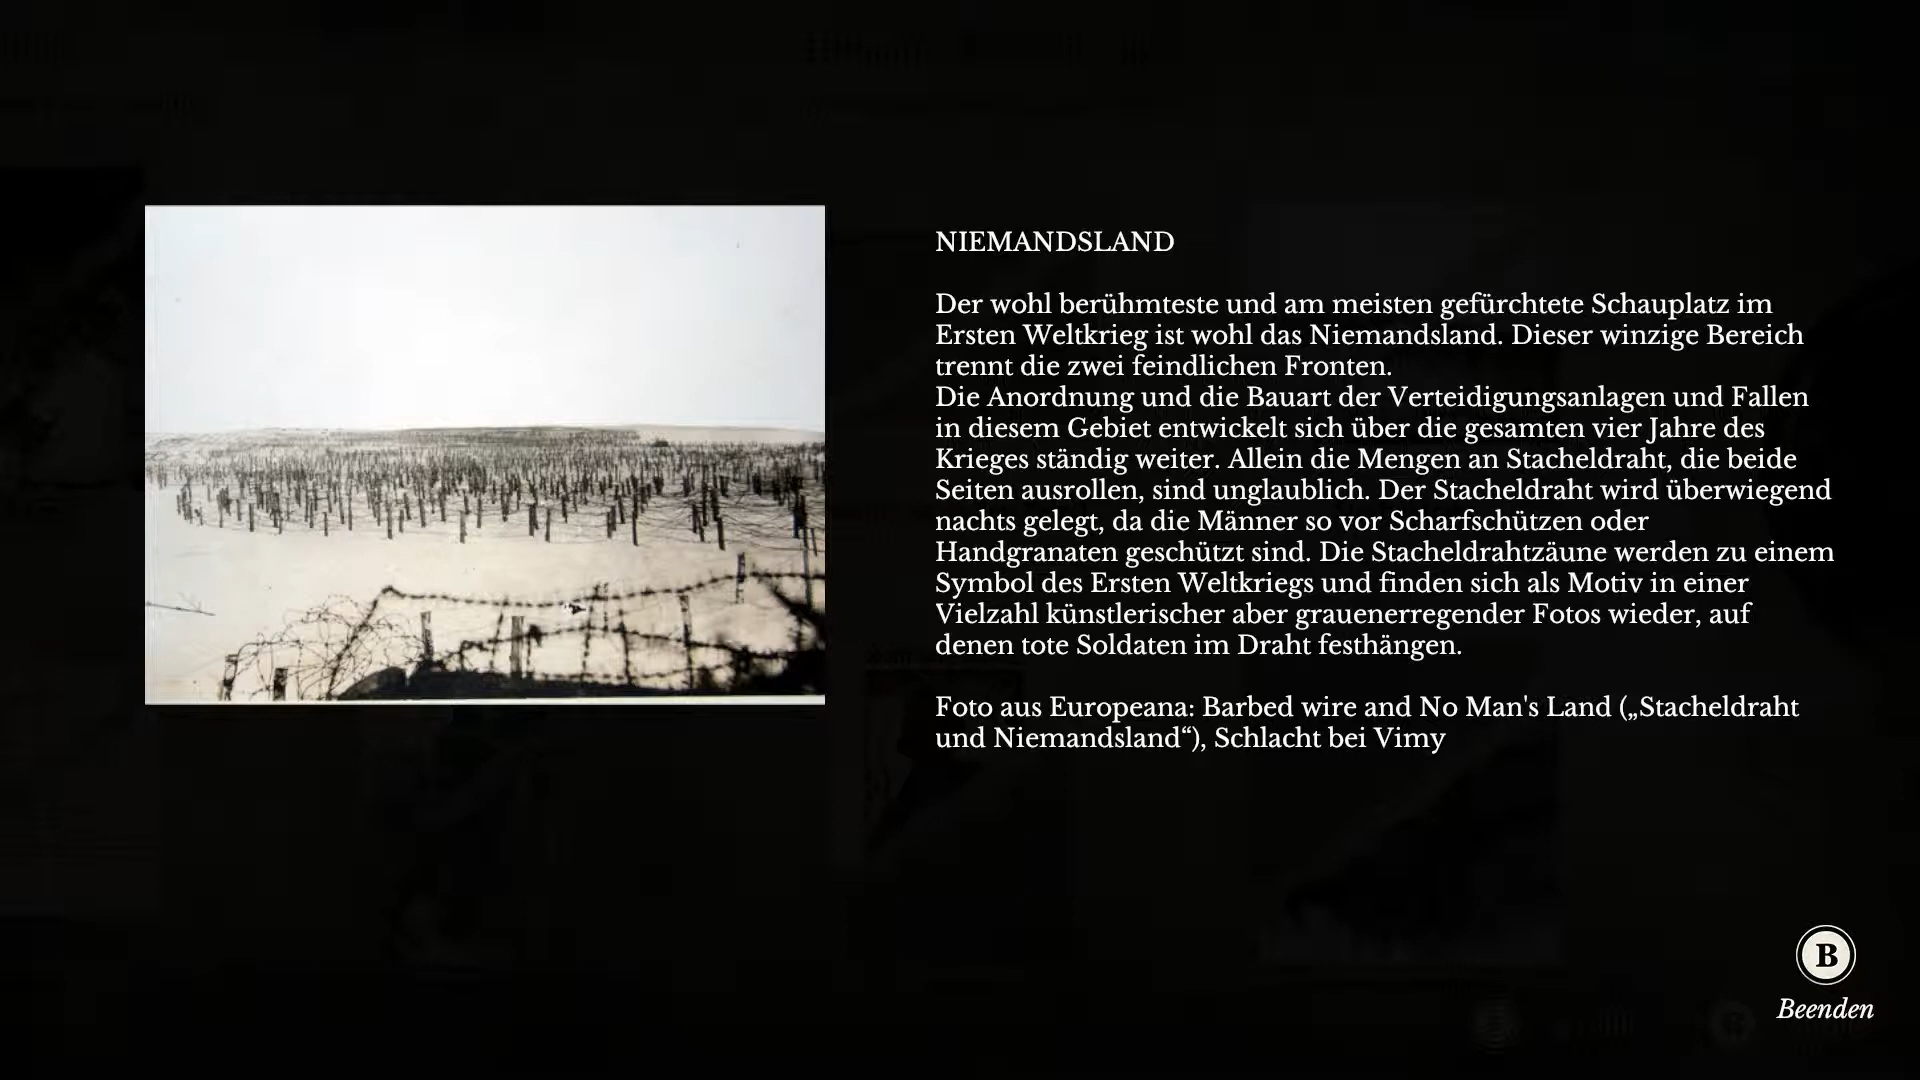 NIEMANDSLAND
Der wohl berühmteste und am meisten gefürchtete Schauplatz im
Ersten Weltkrieg ist wohl das Niemandsland. Dieser winzige Bereich
trennt die zwei feindlichen Fronten.
Die Anordnung und die Bauart der Verteidigungsanlagen und Fallen
in diesem Gebiet entwickelt sich über die gesamten vier Jahre des
Krieges ständig weiter. Allein die Mengen an Stacheldraht, die beide
Seiten ausrollen, sind unglaublich. Der Stacheldraht wird überwiegend
nachts gelegt, da die Männer so vor Scharfschützen oder
Handgranaten geschützt sind. Die Stacheldrahtzäune werden zu einem
Symbol des Ersten Weltkriegs und finden sich als Motiv in einer
Vielzahl künstlerischer aber grauenerregender Fotos wieder, auf
denen tote Soldaten im Draht festhängen.
Foto aus Europeana: Barbed wire and No Man's Land („Stacheldraht
und Niemandsland“), Schlacht bei Vimy
B
Beenden